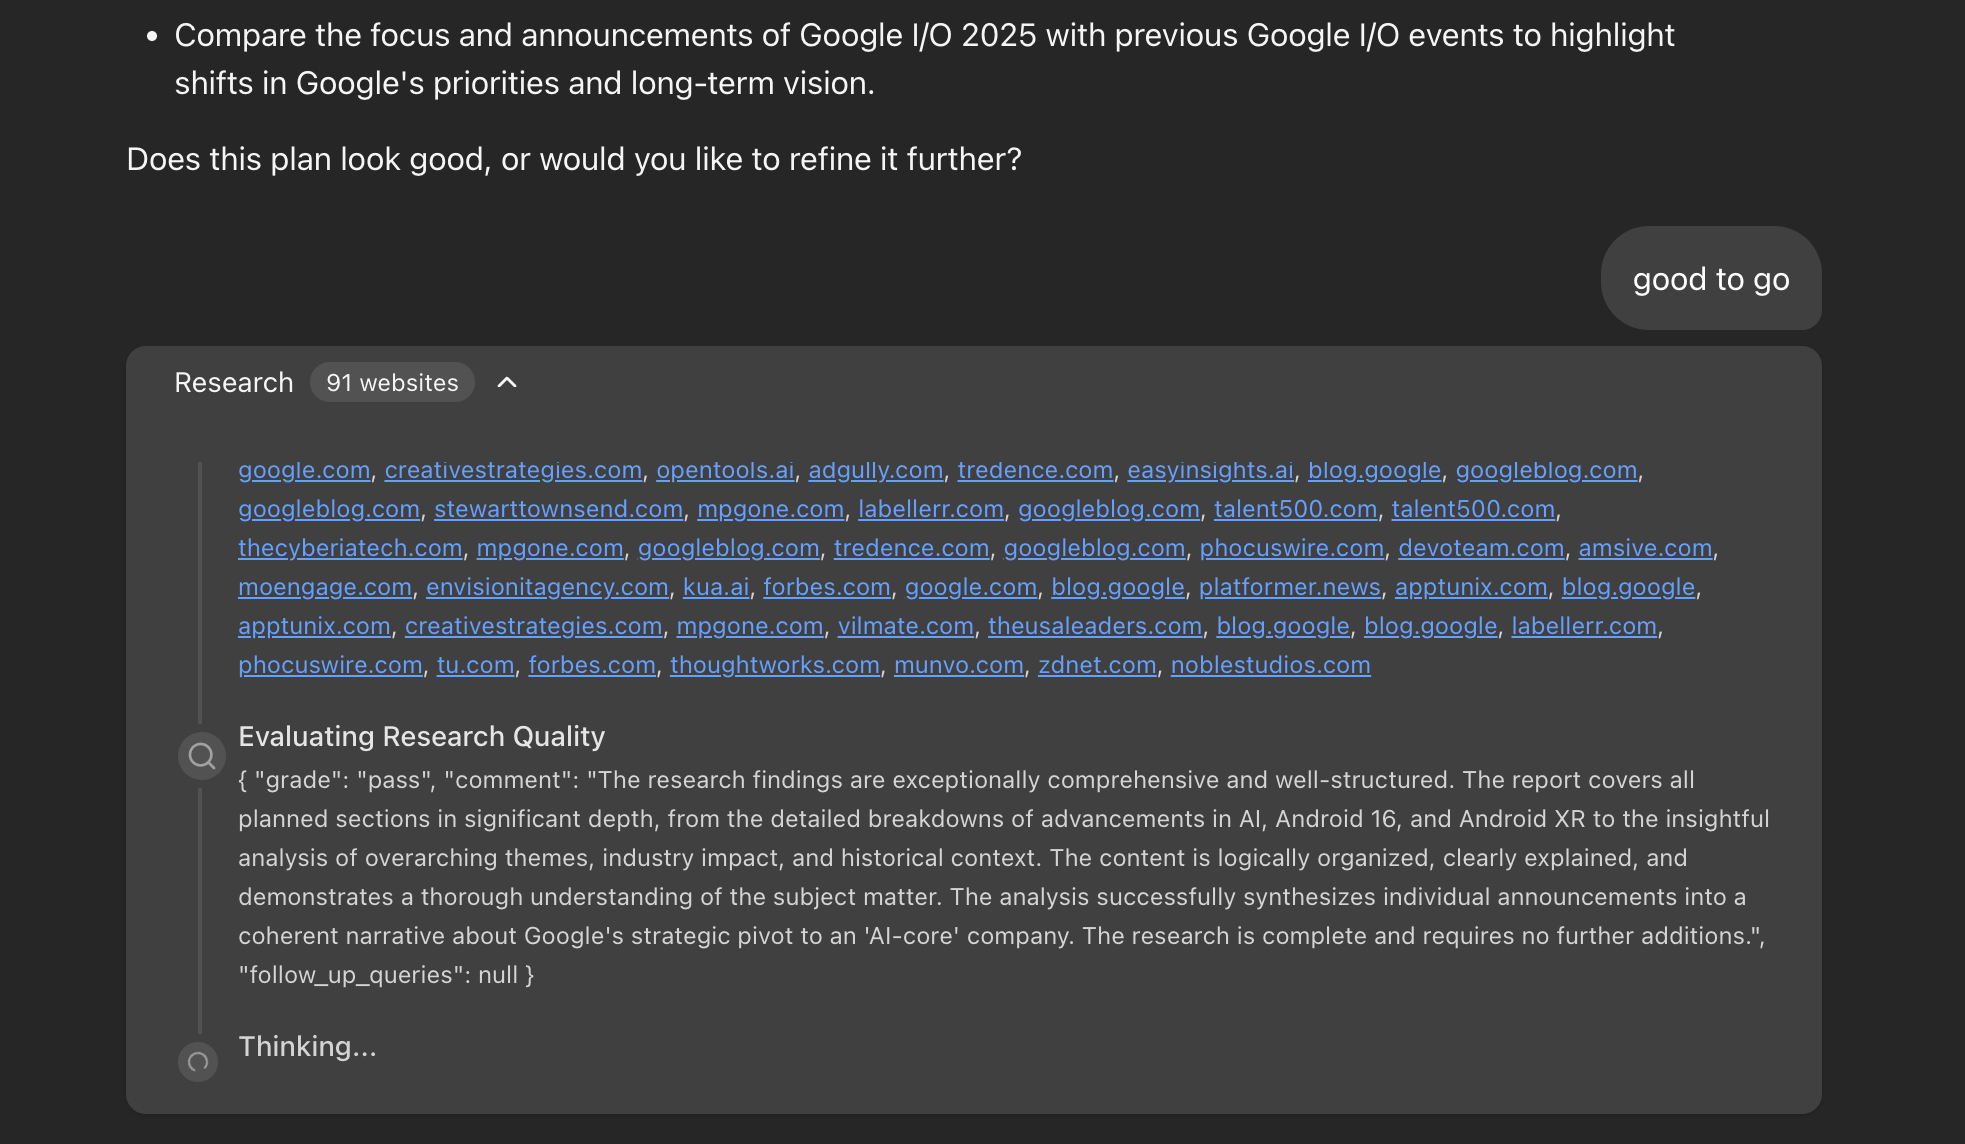 • Compare the focus and announcements of Google I/O 2025 with previous Google I/O events to highlight
shifts in Google's priorities and long-term vision.
Does this plan look good, or would you like to refine it further?
good to go
Research 91 websites
google.com, creativestrategies.com, opentools.ai, adgully.com, tredence.com, easyinsights.ai, blog.google, googleblog.com,
googleblog.com, stewarttownsend.com, mpgone.com, labellerr.com, googleblog.com, talent500.com, talent500.com,
thecyberiatech.com, mpgone.com, googleblog.com, tredence.com, googleblog.com, phocuswire.com, devoteam.com, amsive.com,
moengage.com, envisionitagency.com, kua.ai, forbes.com, google.com, blog.google, platformer.news, apptunix.com, blog.google,
apptunix.com, creativestrategies.com, mpgone.com, vilmate.com, theusaleaders.com, blog.google, blog.google, labellerr.com,
phocuswire.com, tu.com, forbes.com, thoughtworks.com, munvo.com, zdnet.com, noblestudios.com
Evaluating Research Quality
{ "grade": "pass", "comment": "The research findings are exceptionally comprehensive and well-structured. The report covers all
planned sections in significant depth, from the detailed breakdowns of advancements in AI, Android 16, and Android XR to the insightful
analysis of overarching themes, industry impact, and historical context. The content is logically organized, clearly explained, and
demonstrates a thorough understanding of the subject matter. The analysis successfully synthesizes individual announcements into a
coherent narrative about Google's strategic pivot to an 'AI-core' company. The research is complete and requires no further additions.",
"follow_up_queries": null }
Thinking...